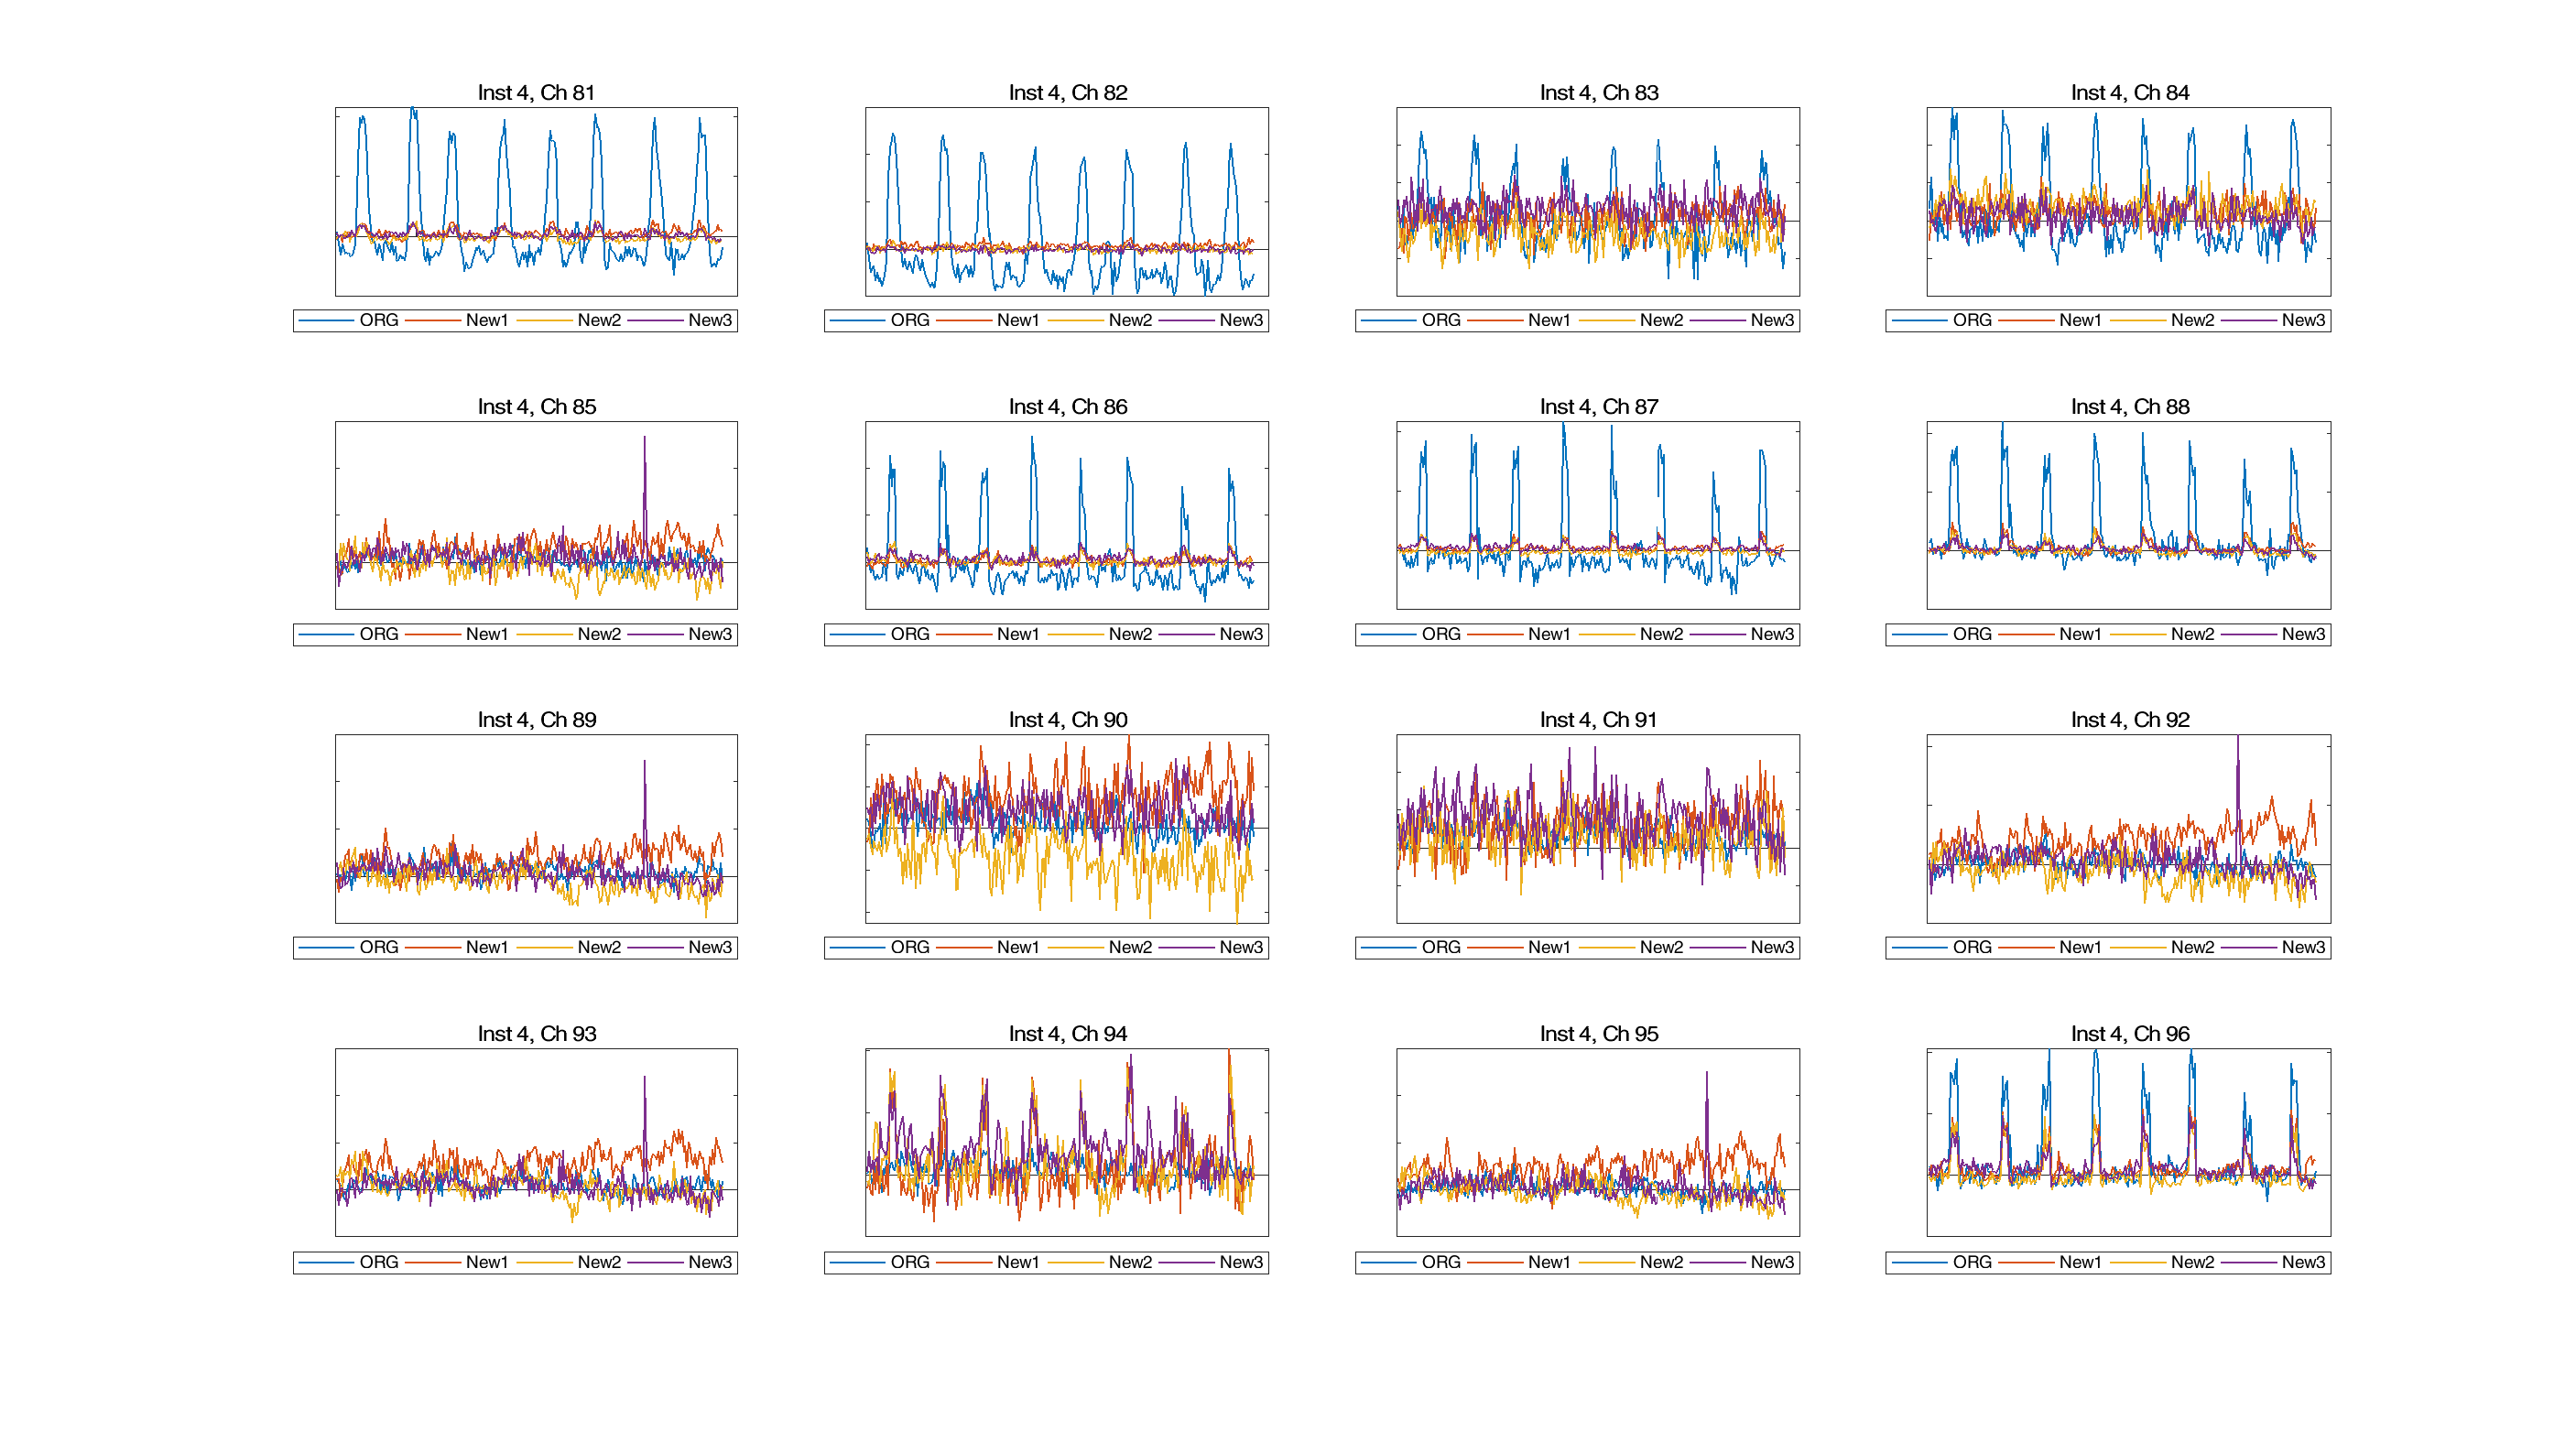 Inst 4, Ch 81
Inst 4, Ch 82
Inst 4, Ch 83
Inst 4, Ch 84
ORG New1 New2 New3
ORG New1 New2 New3
ORG New1 New2 New3
ORG New1 New2 New3
Inst 4, Ch 85
Inst 4, Ch 86
Inst 4, Ch 87
Inst 4, Ch 88
ORG New1 New2 New3
ORG New1 New2 New3
ORG New1 New2 New3
ORG New1 New2 New3
Inst 4, Ch 89
Inst 4, Ch 90
Inst 4, Ch 91
Inst 4, Ch 92
ORG New1 New2 New3
ORG New1 New2 New3
ORG New1 New2 New3
ORG New1 New2 New3
Inst 4, Ch 93
Inst 4, Ch 94
Inst 4, Ch 95
Inst 4, Ch 96
ORG New1 New2 New3
ORG New1 New2 New3
ORG New1 New2 New3
ORG New1 New2 New3